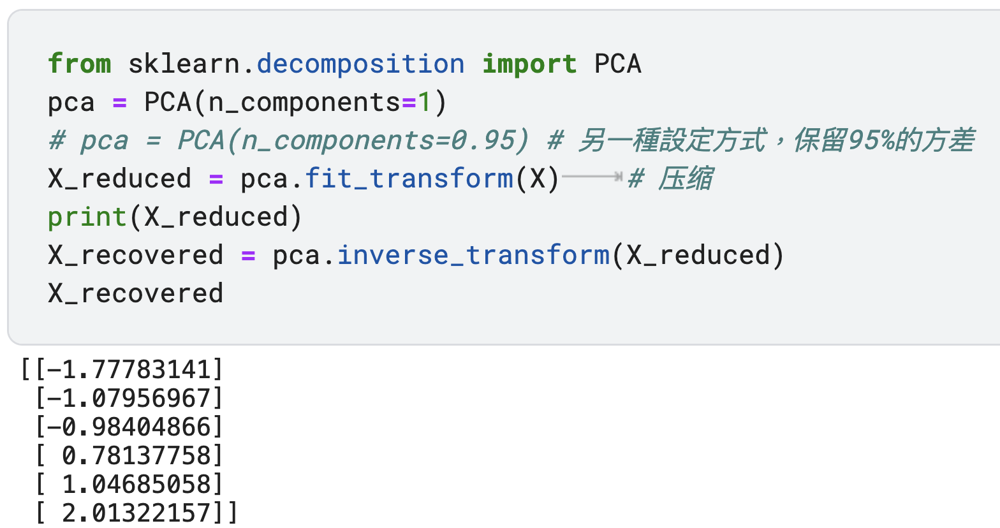 from sklearn.decomposition import PCA
pca = PCA(n_components=1)
# pca = PCA(n_components=0.95) # 另一種設定方式，保留95%的方差
X_reduced = pca.fit_transform(X)	# 压缩
print(X_reduced)
X_recovered = pca.inverse_transform(X_reduced)
X_recovered
[[-1.77783141]
 [-1.07956967]
 [-0.98404866]
 [ 0.78137758]
 [ 1.04685058]
 [ 2.01322157]]